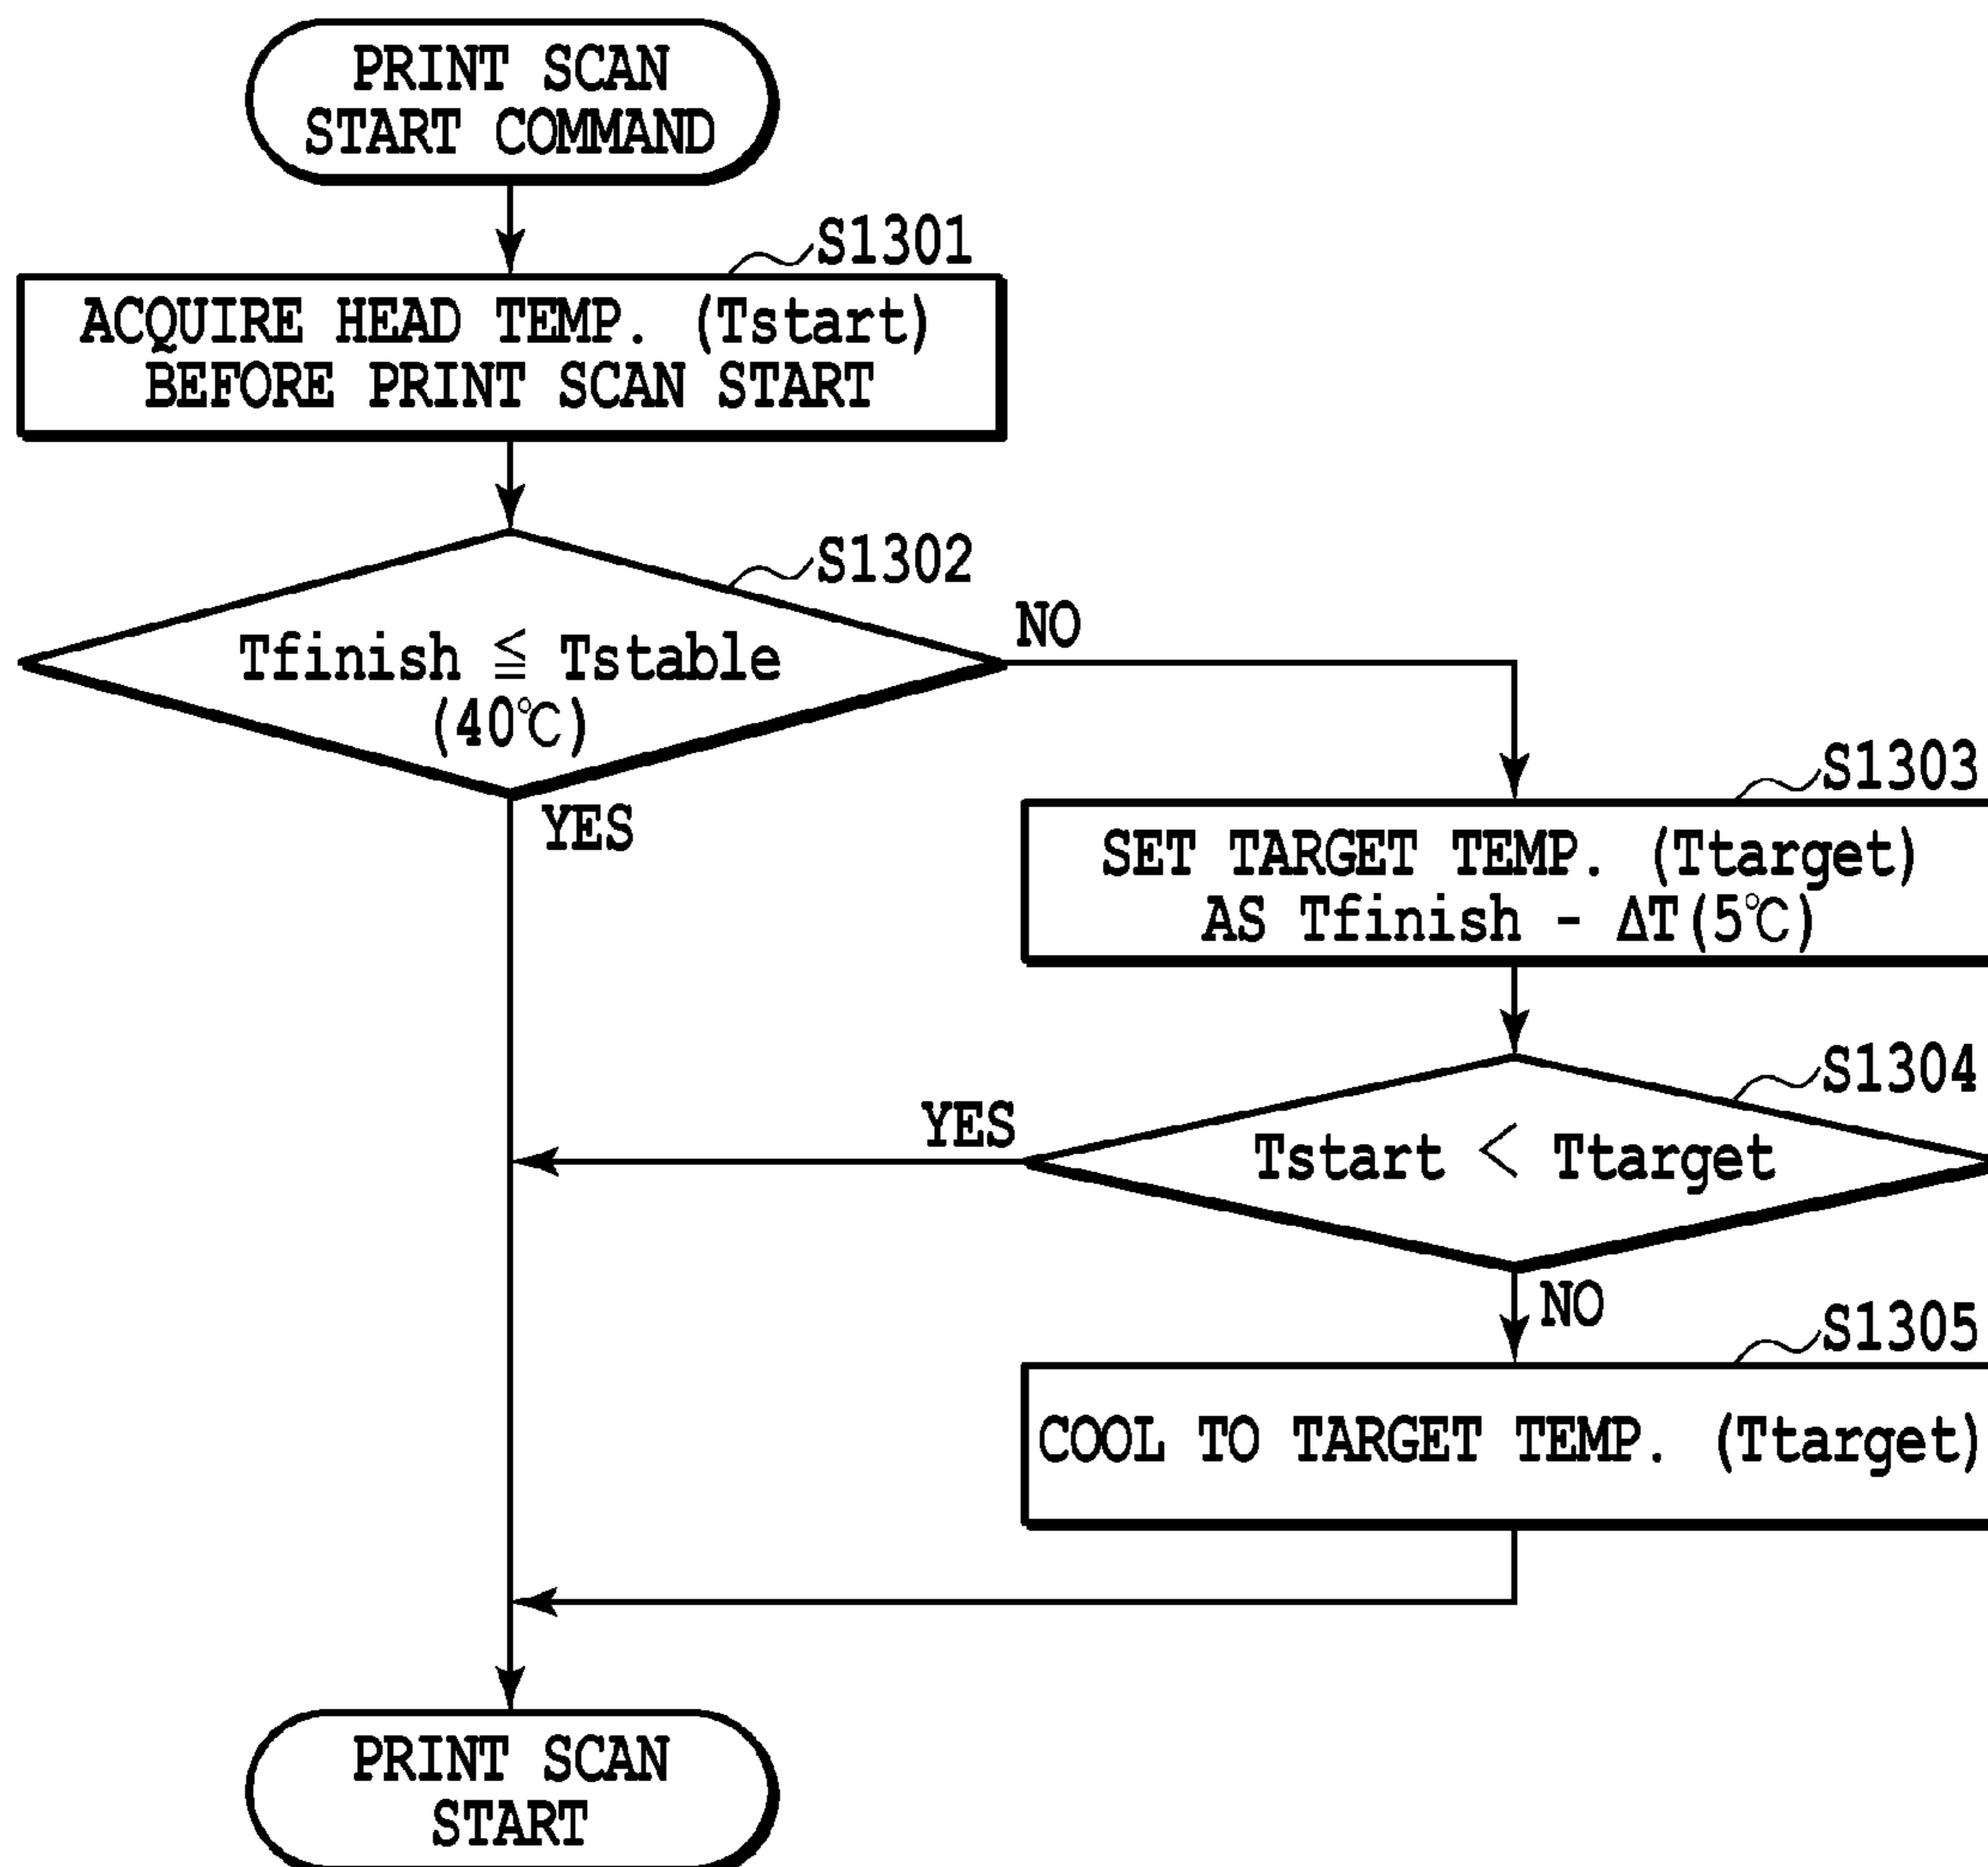 PRINT SCAN
START COMMAND
S1301
ACQUIRE HEAD TEMP. (Tstart)
BEFORE PRINT SCAN START
S1302
NO
Tfinish ≦ Tstable
(40℃)
YES
S1303
SET TARGET TEMP. (Ttarget)
AS Tfinish - ΔT(5℃)
S1304
YES
Tstart < Ttarget
NO
S1305
COOL TO TARGET TEMP. (Ttarget)
PRINT SCAN
START